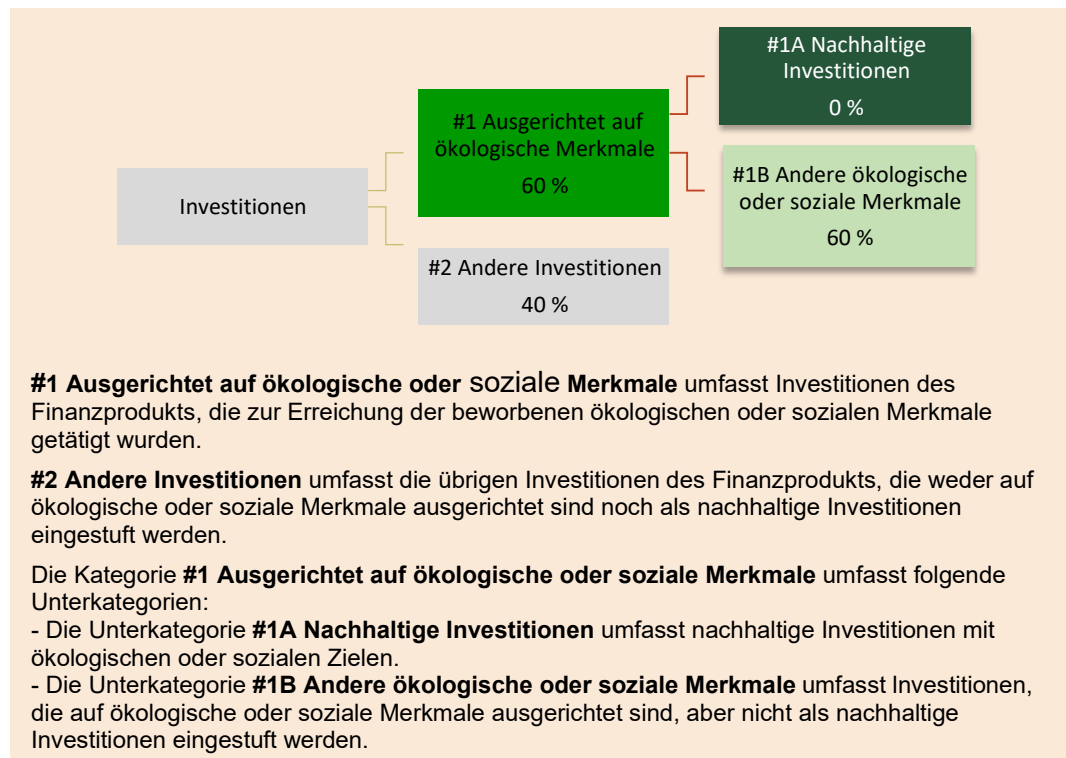 #1A Nachhaltige
Investitionen
0 %
#1 Ausgerichtet auf
ökologische Merkmale
60 %
#1B Andere ökologische
oder soziale Merkmale
60 %
Investitionen
#2 Andere Investitionen
40 %
#1 Ausgerichtet auf ökologische oder soziale Merkmale umfasst Investitionen des
Finanzprodukts, die zur Erreichung der beworbenen ökologischen oder sozialen Merkmale
getätigt wurden.
#2 Andere Investitionen umfasst die übrigen Investitionen des Finanzprodukts, die weder auf
ökologische oder soziale Merkmale ausgerichtet sind noch als nachhaltige Investitionen
eingestuft werden.
Die Kategorie #1 Ausgerichtet auf ökologische oder soziale Merkmale umfasst folgende
Unterkategorien:
- Die Unterkategorie #1A Nachhaltige Investitionen umfasst nachhaltige Investitionen mit
ökologischen oder sozialen Zielen.
- Die Unterkategorie #1B Andere ökologische oder soziale Merkmale umfasst Investitionen,
die auf ökologische oder soziale Merkmale ausgerichtet sind, aber nicht als nachhaltige
Investitionen eingestuft werden.